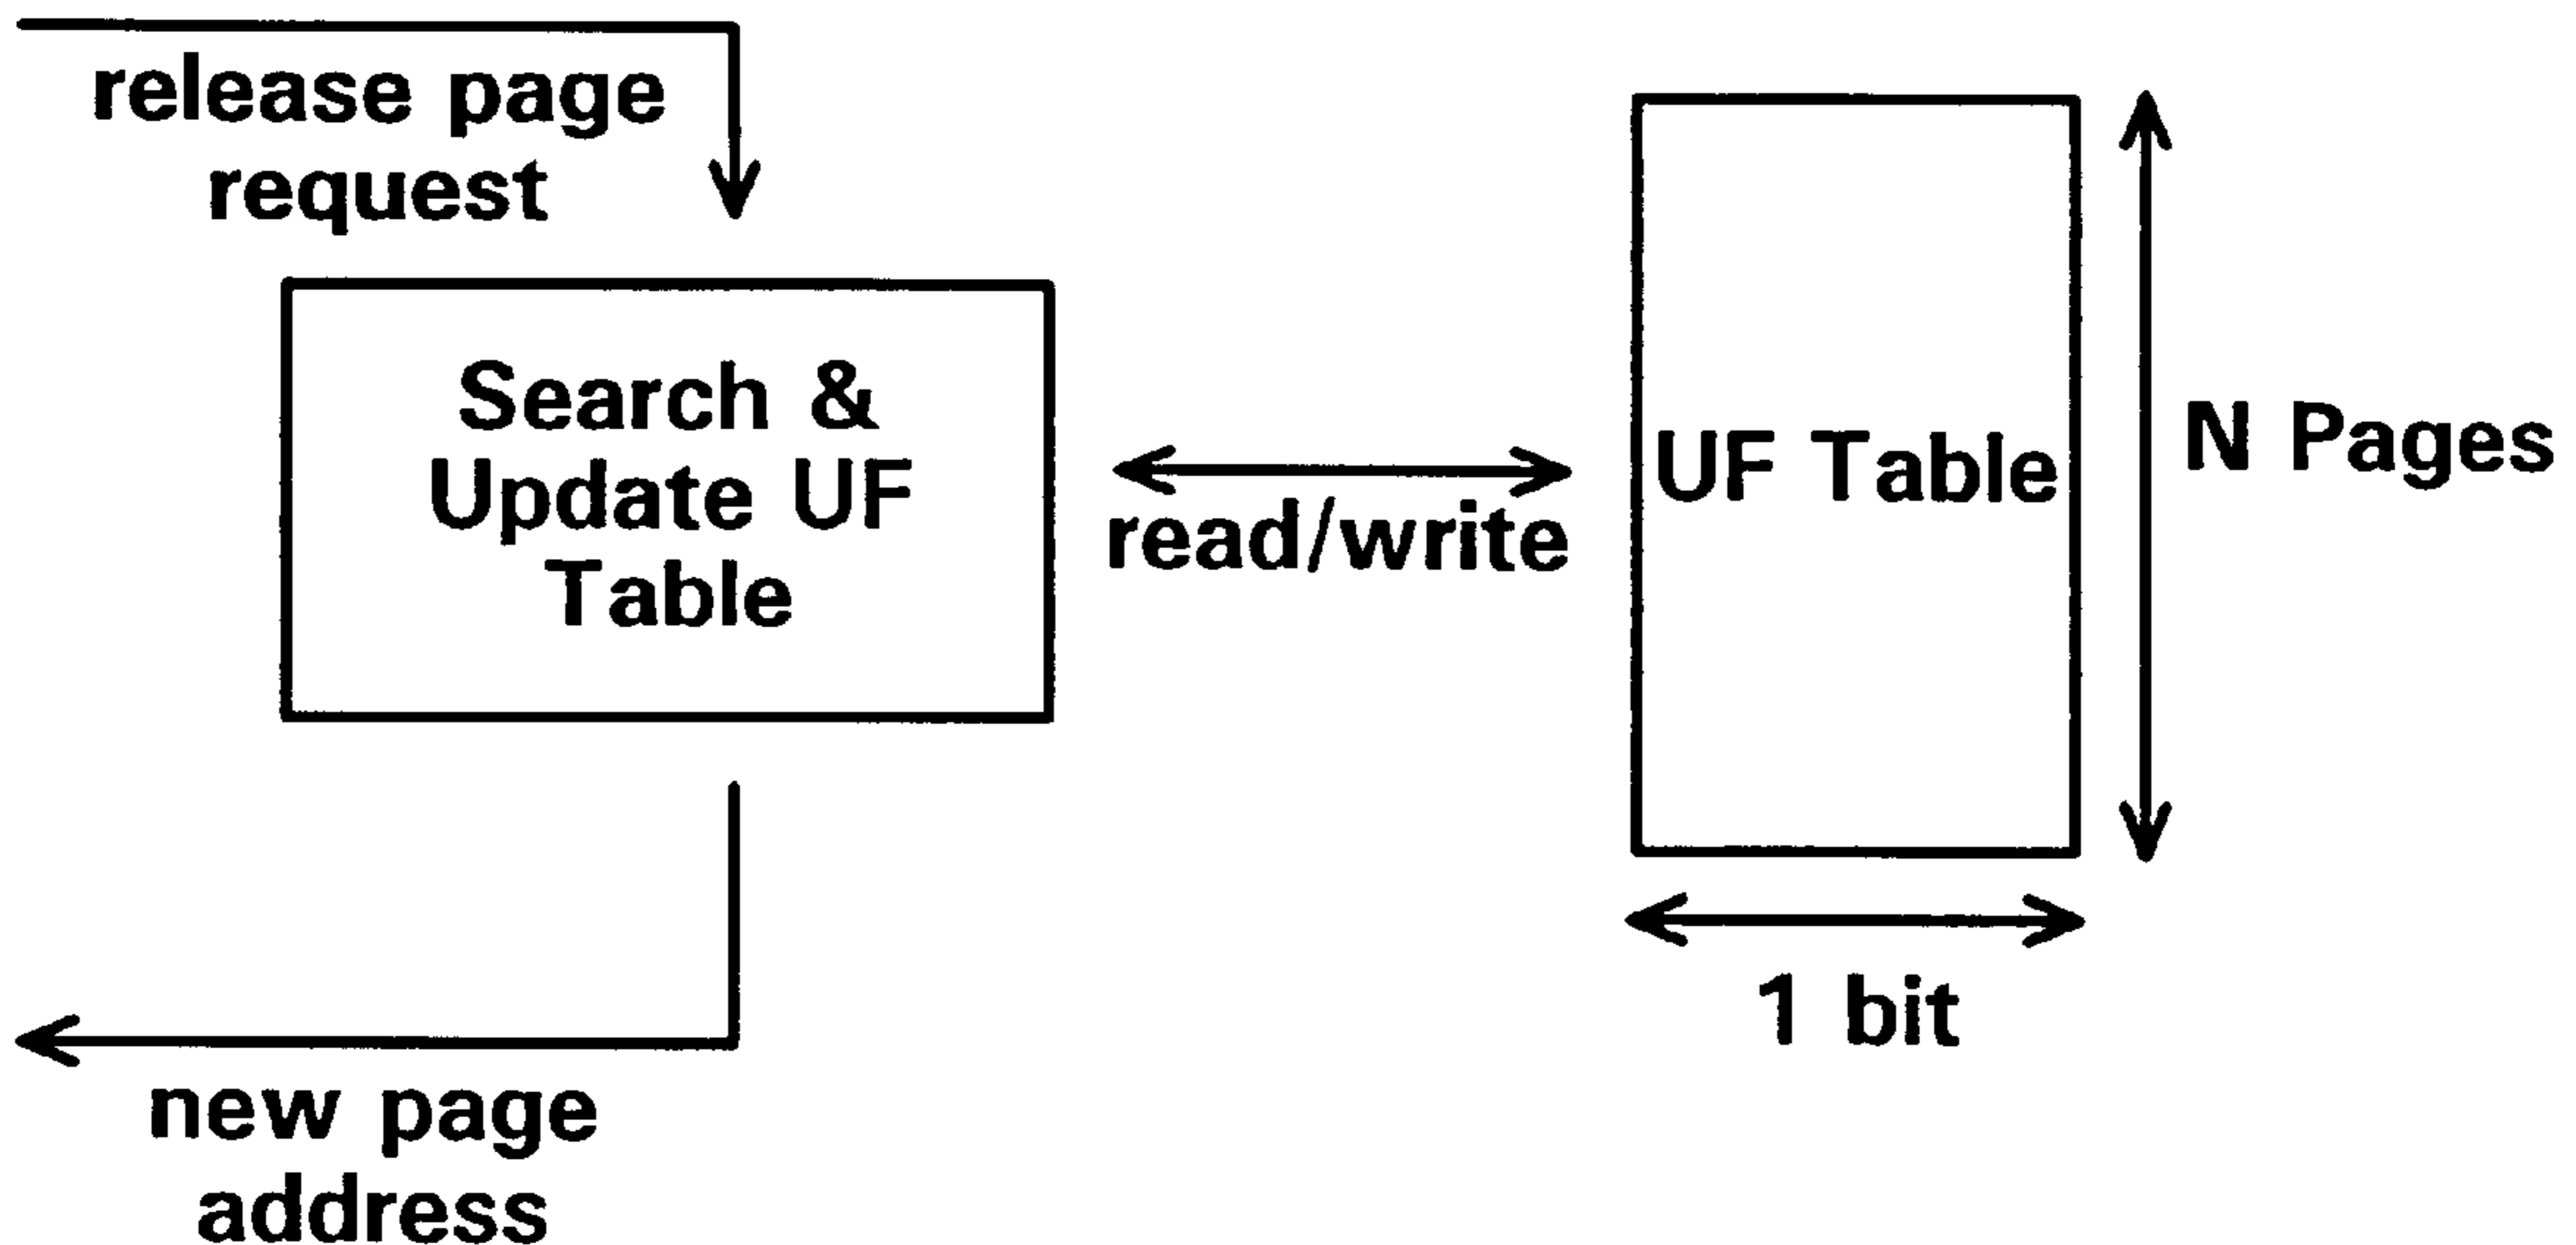 release page
request
Search &
Update UF
Table
read/write
UF Table
N Pages
1 bit
new page
address